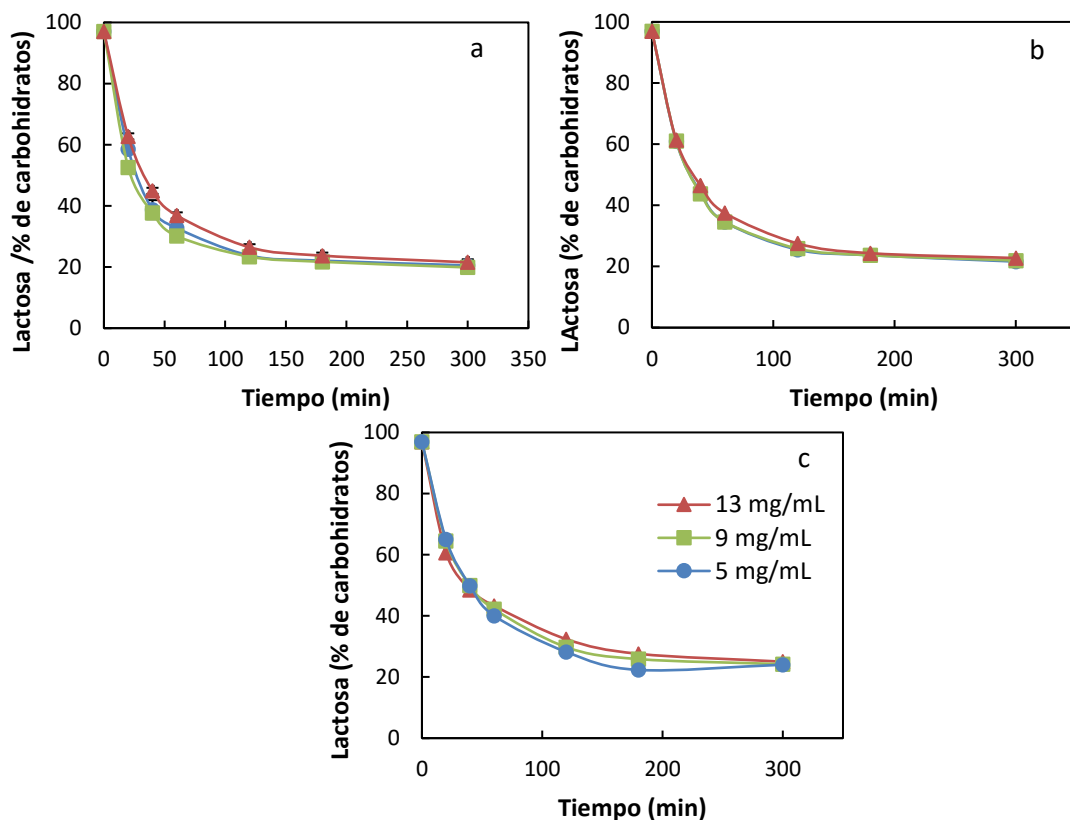 a
Lactosa /% de carbohidratos)
100
80
60
40
20
0
0 50 100 150 200 250 300 350
Tiempo (min)
b
LActosa (% de carbohidratos)
100
80
60
40
20
0
0 100 200 300
Tiempo (min)
c
Lactosa (% de carbohidratos)
100
80
60
40
20
0
13 mg/mL
9 mg/mL
5 mg/mL
0 100 200 300
Tiempo (min)